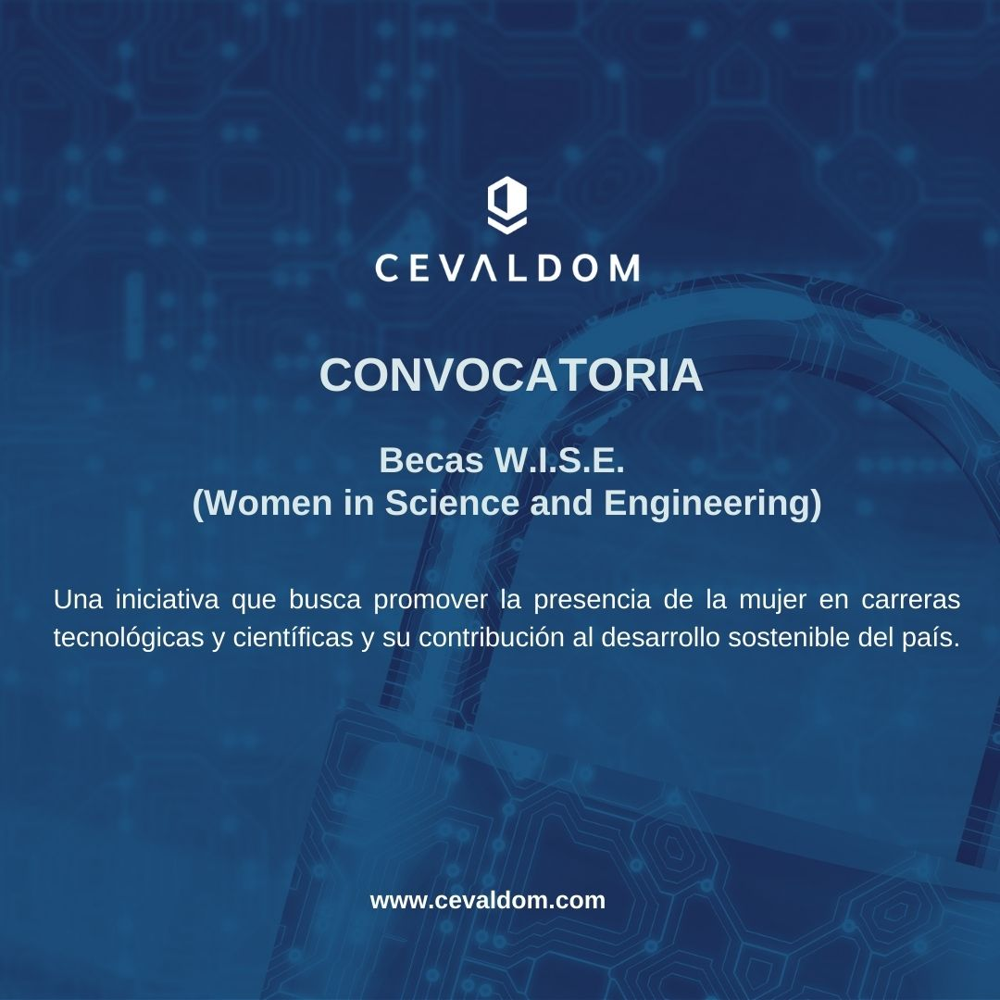 CEVALDOM
CONVOCATORIA
Becas W.I.S.E.
(Women in Science and Engineering)
Una iniciativa que busca promover la presencia de la mujer en carreras
tecnológicas y científicas y su contribución al desarrollo sostenible del país.
www.cevaldom.com